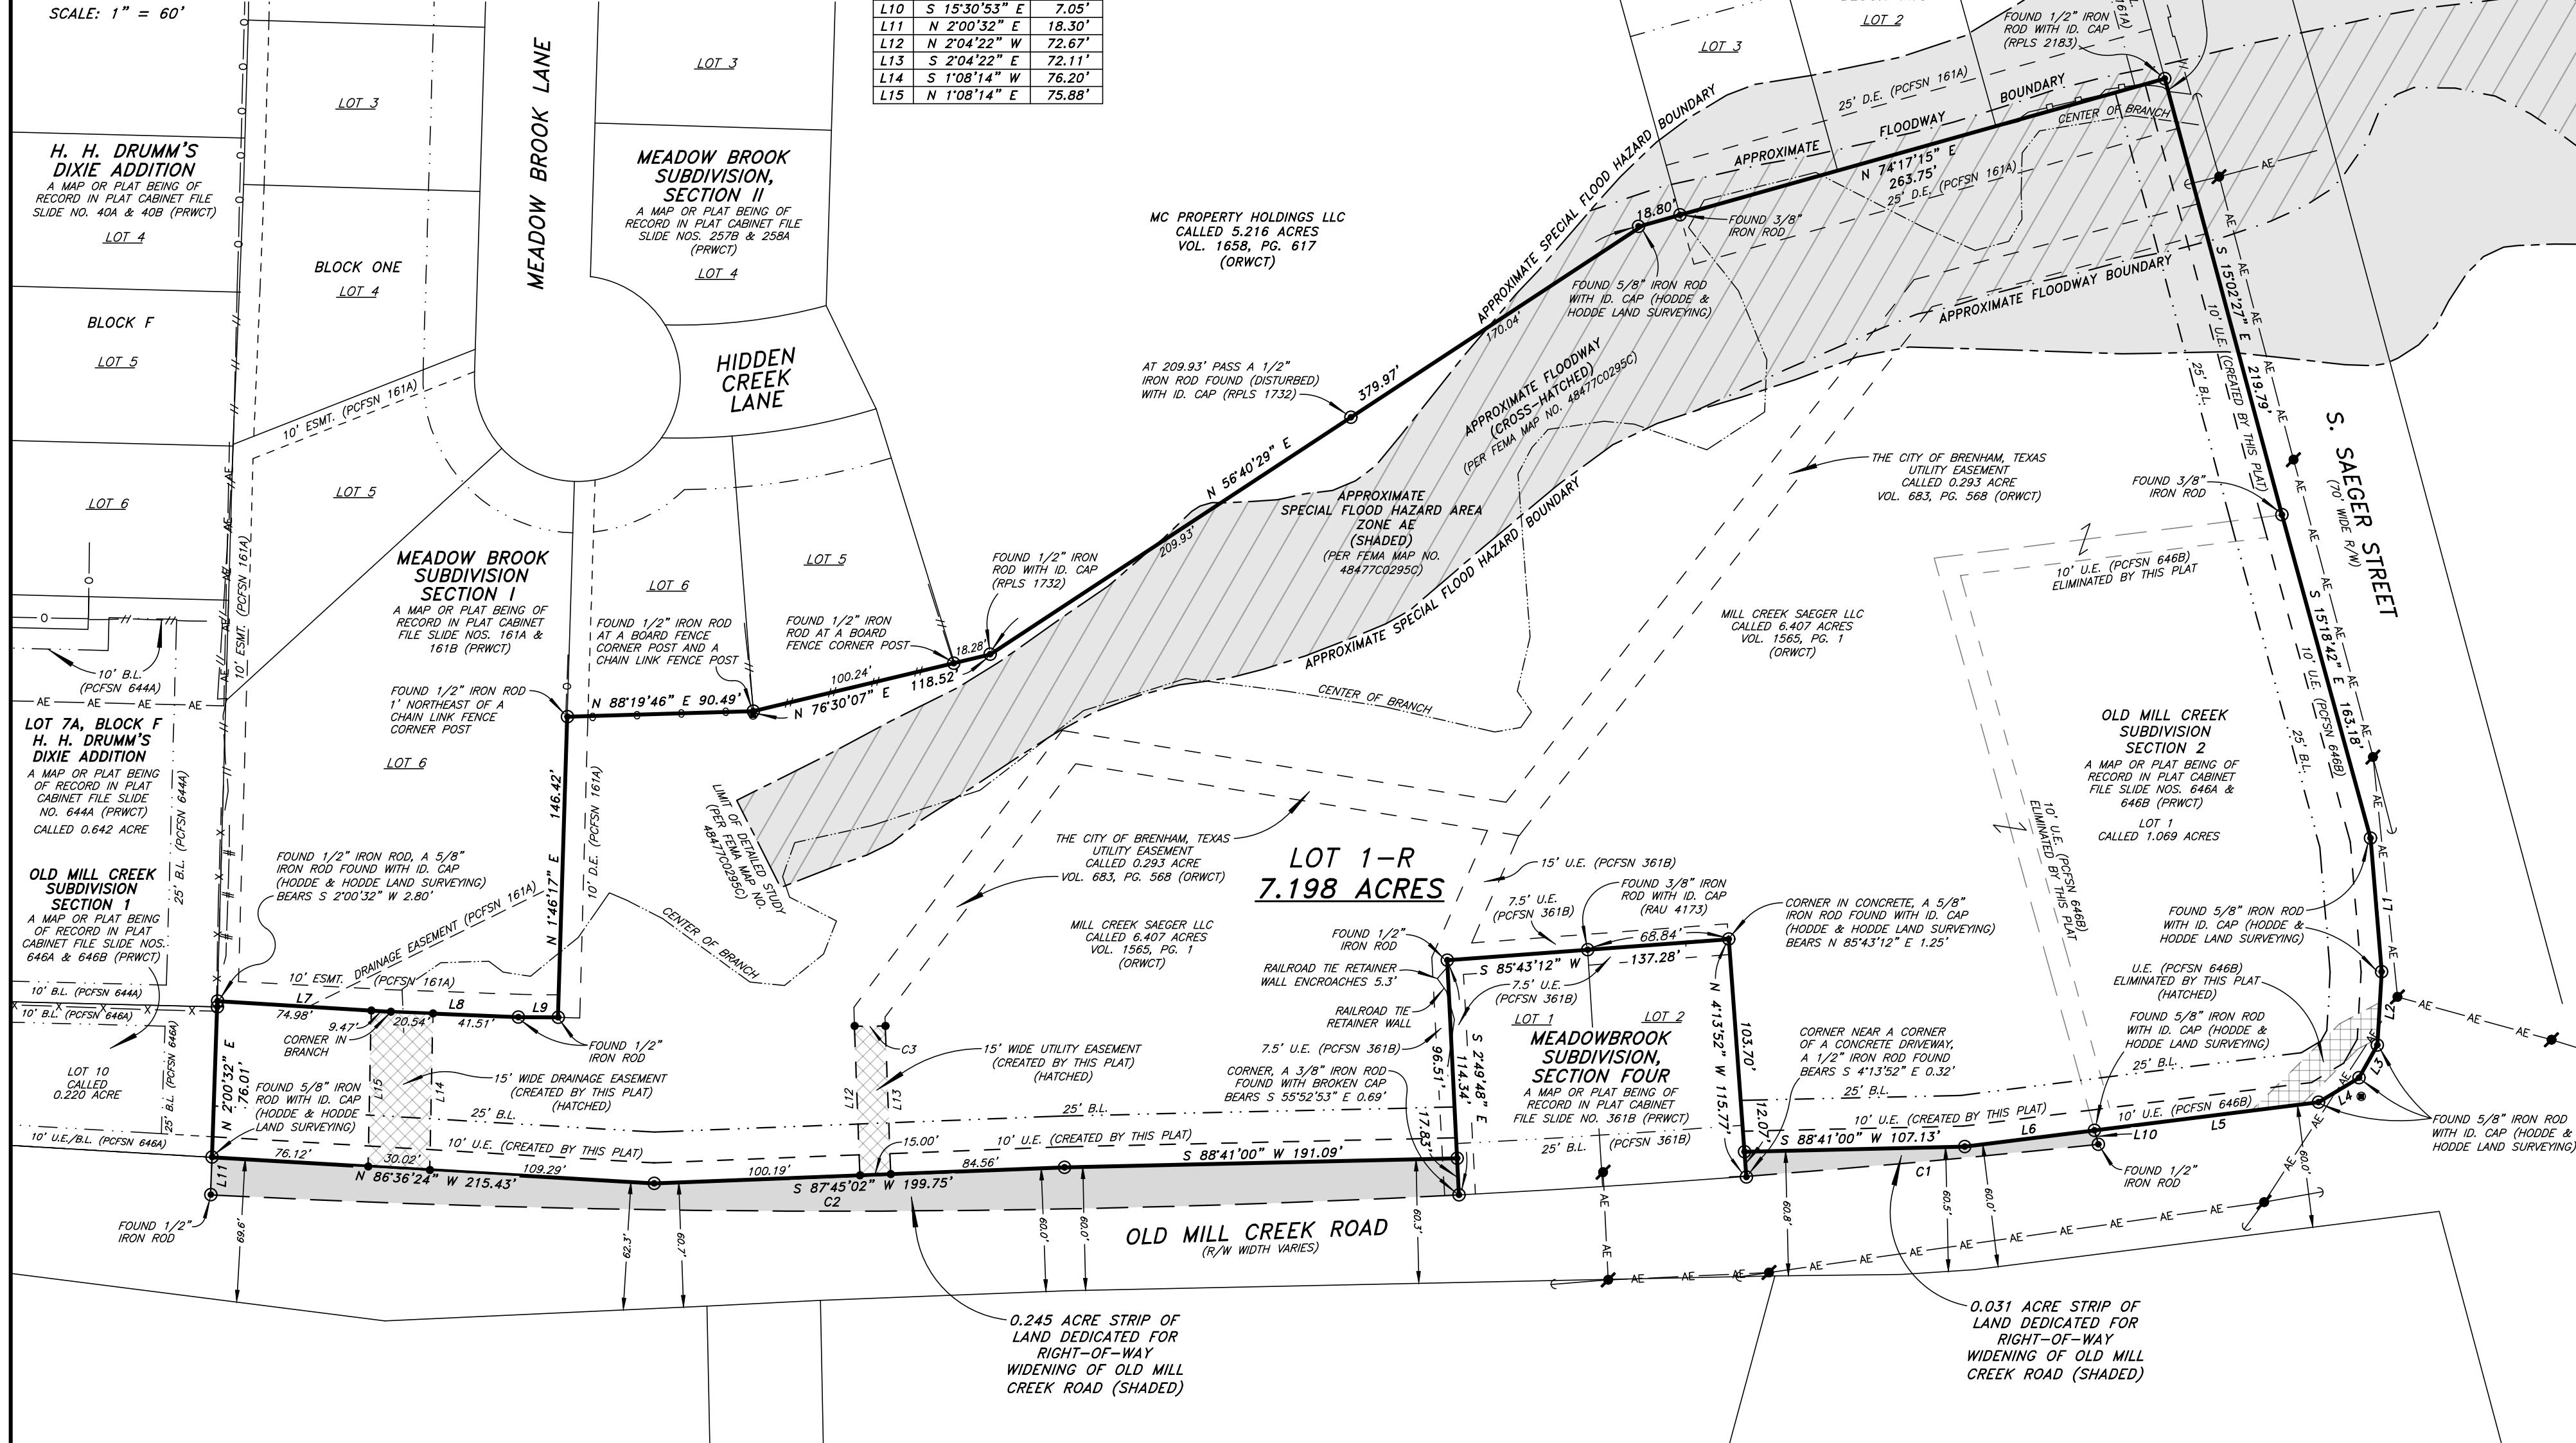 SCALE: 1" = 60'
L10 S 15°30'53" E 7.05'
L11 N 2°00'32" E 18.30'
L12 N 2°04'22" W 72.67'
L13 S 2°04'22" E 72.11'
L14 S 1°08'14" W 76.20'
L15 N 1°08'14" E 75.88'
H. H. DRUMM'S
DIXIE ADDITION
A MAP OR PLAT BEING OF
RECORD IN PLAT CABINET FILE
SLIDE NO. 40A & 40B (PRWCT)
LOT 4
BLOCK F
LOT 5
LOT 6
LOT 3
BLOCK ONE
LOT 4
10' ESMT. (PCFSN 161A)
LOT 5
10' ESMT. (PCFSN 161A)
MEADOW BROOK LANE
LOT 3
MEADOW BROOK
SUBDIVISION,
SECTION II
A MAP OR PLAT BEING OF
RECORD IN PLAT CABINET FILE
SLIDE NOS. 257B & 258A
(PRWCT)
LOT 4
HIDDEN
CREEK
LANE
LOT 5
LOT 6
MEADOW BROOK
SUBDIVISION
SECTION I
A MAP OR PLAT BEING OF
RECORD IN PLAT CABINET
FILE SLIDE NOS. 161A &
161B (PRWCT)
FOUND 1/2" IRON ROD
AT A BOARD FENCE
CORNER POST AND A
CHAIN LINK FENCE POST
FOUND 1/2" IRON
ROD AT A BOARD
FENCE CORNER POST
FOUND 1/2" IRON
ROD WITH ID. CAP
(RPLS 1732)
FOUND 1/2" IRON ROD
1' NORTHEAST OF A
CHAIN LINK FENCE
CORNER POST
LOT 6
N 88°19'46" E 90.49'
N 76°30'07" E 118.52'
100.24'
18.28'
N 1°46'17" E 146.42'
10' D.E. (PCFSN 161A)
MC PROPERTY HOLDINGS LLC
CALLED 5.216 ACRES
VOL. 1658, PG. 617
(ORWCT)
AT 209.93' PASS A 1/2"
IRON ROD FOUND (DISTURBED)
WITH ID. CAP (RPLS 1732)
N 56°40'29" E
379.97'
209.93'
170.04'
18.80'
LOT 3
LOT 2
FOUND 1/2" IRON
ROD WITH ID. CAP
(RPLS 2183)
25' D.E. (PCFSN 161A)
APPROXIMATE FLOODWAY BOUNDARY
CENTER OF BRANCH
N 74°17'15" E
263.75'
25' D.E. (PCFSN 161A)
FOUND 3/8"
IRON ROD
FOUND 5/8" IRON ROD
WITH ID. CAP (HODDE &
HODDE LAND SURVEYING)
APPROXIMATE SPECIAL FLOOD HAZARD BOUNDARY
APPROXIMATE FLOODWAY BOUNDARY
APPROXIMATE FLOODWAY
(CROSS-HATCHED)
(PER FEMA MAP NO. 48477C0295C)
APPROXIMATE
SPECIAL FLOOD HAZARD AREA
ZONE AE
(SHADED)
(PER FEMA MAP NO.
48477C0295C)
APPROXIMATE SPECIAL FLOOD HAZARD BOUNDARY
CENTER OF BRANCH
LIMIT OF DETAILED STUDY
(PER FEMA MAP NO.
48477C0295C)
THE CITY OF BRENHAM, TEXAS
UTILITY EASEMENT
CALLED 0.293 ACRE
VOL. 683, PG. 568 (ORWCT)
S 15°02'27" E 219.79'
10' U.E. (CREATED BY THIS PLAT)
25' B.L.
S. SAEGER STREET
(70' WIDE R/W)
FOUND 3/8"
IRON ROD
10' U.E. (PCFSN 646B)
ELIMINATED BY THIS PLAT
MILL CREEK SAEGER LLC
CALLED 6.407 ACRES
VOL. 1565, PG. 1
(ORWCT)
S 15°18'42" E 163.18'
10' U.E. (PCFSN 646B)
25' B.L.
OLD MILL CREEK
SUBDIVISION
SECTION 2
A MAP OR PLAT BEING OF
RECORD IN PLAT CABINET
FILE SLIDE NOS. 646A &
646B (PRWCT)
LOT 1
CALLED 1.069 ACRES
10' U.E. (PCFSN 646B)
ELIMINATED BY THIS PLAT
10' B.L.
(PCFSN 644A)
AE AE AE AE
LOT 7A, BLOCK F
H. H. DRUMM'S
DIXIE ADDITION
A MAP OR PLAT BEING
OF RECORD IN PLAT
CABINET FILE SLIDE
NO. 644A (PRWCT)
CALLED 0.642 ACRE
25' B.L. (PCFSN 644A)
OLD MILL CREEK
SUBDIVISION
SECTION 1
A MAP OR PLAT BEING
OF RECORD IN PLAT
CABINET FILE SLIDE NOS.
646A & 646B (PRWCT)
10' B.L. (PCFSN 644A)
10' B.L. (PCFSN 646A)
LOT 10
CALLED
0.220 ACRE
25' B.L. (PCFSN 646A)
10' U.E./B.L. (PCFSN 646A)
FOUND 1/2" IRON ROD, A 5/8"
IRON ROD FOUND WITH ID. CAP
(HODDE & HODDE LAND SURVEYING)
BEARS S 2°00'32" W 2.80'
DRAINAGE EASEMENT (PCFSN 161A)
10' ESMT. (PCFSN 161A)
CENTER OF BRANCH
L7
74.98'
9.47'
20.54'
L8
41.51'
L9
CORNER IN
BRANCH
FOUND 1/2"
IRON ROD
N 2°00'32" E
76.01'
FOUND 5/8" IRON
ROD WITH ID. CAP
(HODDE & HODDE
LAND SURVEYING)
L15
L14
15' WIDE DRAINAGE EASEMENT
(CREATED BY THIS PLAT)
(HATCHED)
25' B.L.
10' U.E. (CREATED BY THIS PLAT)
L12
L13
C3
15' WIDE UTILITY EASEMENT
(CREATED BY THIS PLAT)
(HATCHED)
THE CITY OF BRENHAM, TEXAS
UTILITY EASEMENT
CALLED 0.293 ACRE
VOL. 683, PG. 568 (ORWCT)
MILL CREEK SAEGER LLC
CALLED 6.407 ACRES
VOL. 1565, PG. 1
(ORWCT)
LOT 1-R
7.198 ACRES
15' U.E. (PCFSN 361B)
7.5' U.E.
(PCFSN 361B)
FOUND 3/8" IRON
ROD WITH ID. CAP
(RAU 4173)
FOUND 1/2"
IRON ROD
68.84'
S 85°43'12" W 137.28'
RAILROAD TIE RETAINER
WALL ENCROACHES 5.3'
7.5' U.E.
(PCFSN 361B)
RAILROAD TIE
RETAINER WALL
LOT 1
LOT 2
7.5' U.E. (PCFSN 361B)
MEADOWBROOK
SUBDIVISION,
SECTION FOUR
A MAP OR PLAT BEING OF
RECORD IN PLAT CABINET
FILE SLIDE NO. 361B (PRWCT)
25' B.L. (PCFSN 361B)
CORNER, A 3/8" IRON ROD
FOUND WITH BROKEN CAP
BEARS S 55°52'53" E 0.69'
96.51'
S 2°49'48" E
114.34'
17.83'
CORNER IN CONCRETE, A 5/8"
IRON ROD FOUND WITH ID. CAP
(HODDE & HODDE LAND SURVEYING)
BEARS N 85°43'12" E 1.25'
N 4°13'52" W 115.77'
103.70'
12.07'
CORNER NEAR A CORNER
OF A CONCRETE DRIVEWAY,
A 1/2" IRON ROD FOUND
BEARS S 4°13'52" E 0.32'
FOUND 5/8" IRON ROD
WITH ID. CAP (HODDE &
HODDE LAND SURVEYING)
U.E. (PCFSN 646B)
ELIMINATED BY THIS PLAT
(HATCHED)
FOUND 5/8" IRON ROD
WITH ID. CAP (HODDE &
HODDE LAND SURVEYING)
L1
L2
L3
L4
25' B.L.
25' B.L.
10' U.E. (CREATED BY THIS PLAT)
10' U.E. (PCFSN 646B)
S 88°41'00" W 107.13'
L6
L10
L5
C1
FOUND 1/2"
IRON ROD
FOUND 5/8" IRON ROD
WITH ID. CAP (HODDE &
HODDE LAND SURVEYING)
25' B.L.
10' U.E. (CREATED BY THIS PLAT)
15.00'
L11
76.12'
30.02'
109.29'
N 86°36'24" W 215.43'
100.19'
84.56'
S 87°45'02" W 199.75'
C2
S 88°41'00" W 191.09'
FOUND 1/2"
IRON ROD
69.6'
62.3'
60.7'
60.0'
60.0'
60.3'
60.8'
60.5'
60.0'
60.0'
OLD MILL CREEK ROAD
(R/W WIDTH VARIES)
0.245 ACRE STRIP OF
LAND DEDICATED FOR
RIGHT-OF-WAY
WIDENING OF OLD MILL
CREEK ROAD (SHADED)
0.031 ACRE STRIP OF
LAND DEDICATED FOR
RIGHT-OF-WAY
WIDENING OF OLD MILL
CREEK ROAD (SHADED)